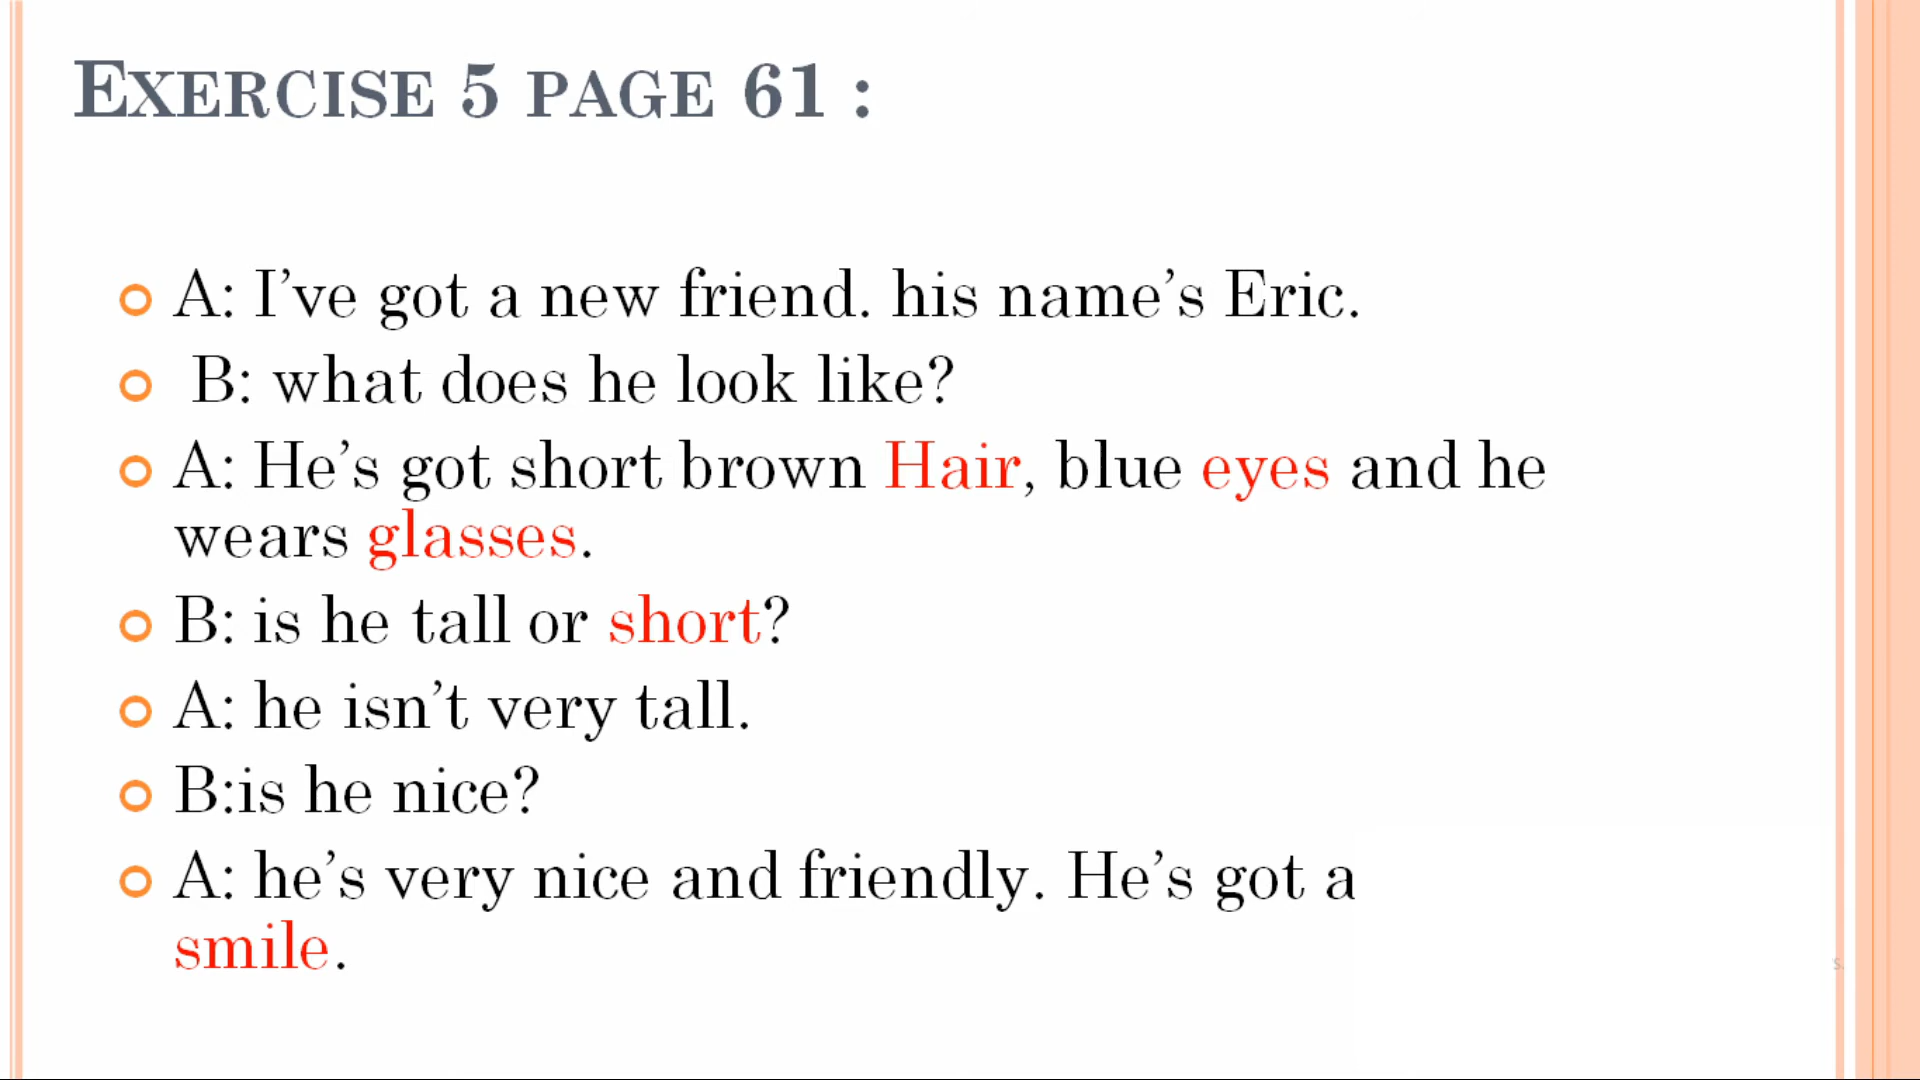 EXERCISE 5 PAGE 61 :
A: I've got a new friend. his name's Eric.
B: what does he look like?
A: He's got short brown Hair, blue eyes and he
wears glasses.
B: is he tall or short?
A: he isn't very tall.
B:is he nice?
A: he's very nice and friendly. He's got a
smile.
s.